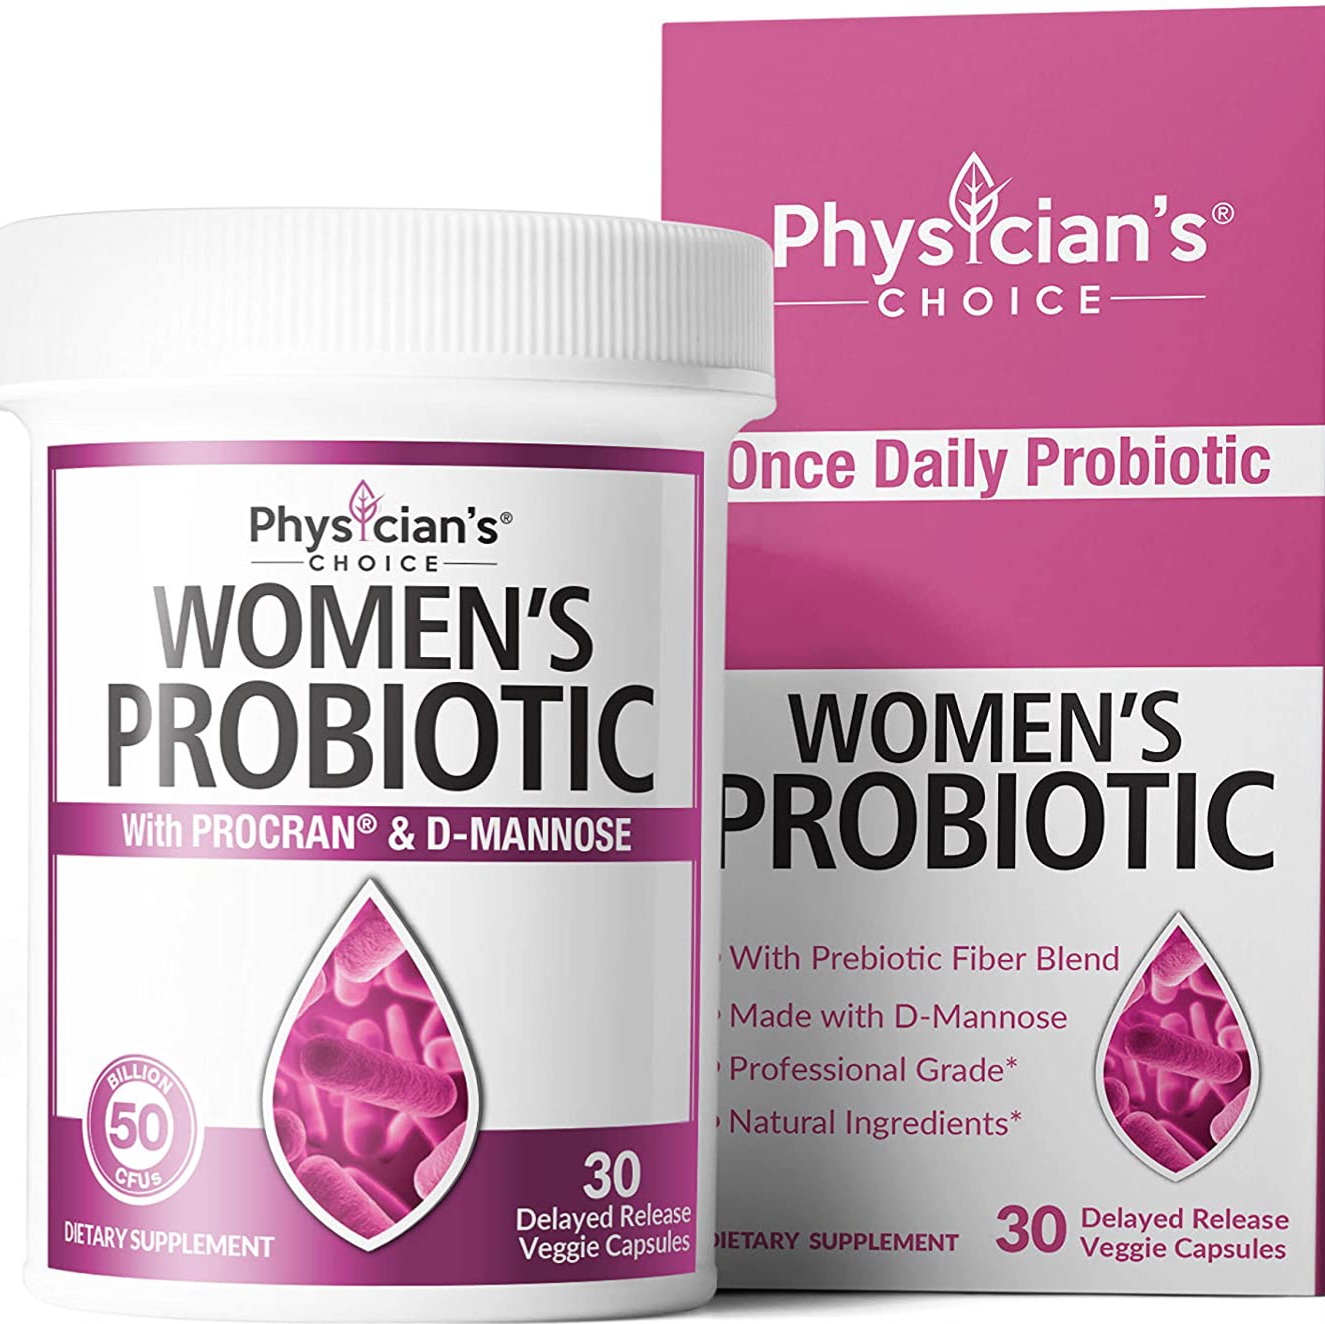 Physician's®
CHOICE
WOMEN'S
PROBIOTIC
With PROCRAN® & D-MANNOSE
BILLION
50
CFUs
DIETARY SUPPLEMENT
30
Delayed Release
Veggie Capsules
Physician's®
CHOICE
Once Daily Probiotic
WOMEN'S
PROBIOTIC
With Prebiotic Fiber Blend
Made with D-Mannose
Professional Grade*
Natural Ingredients*
DIETARY SUPPLEMENT
30 Delayed Release
Veggie Capsules